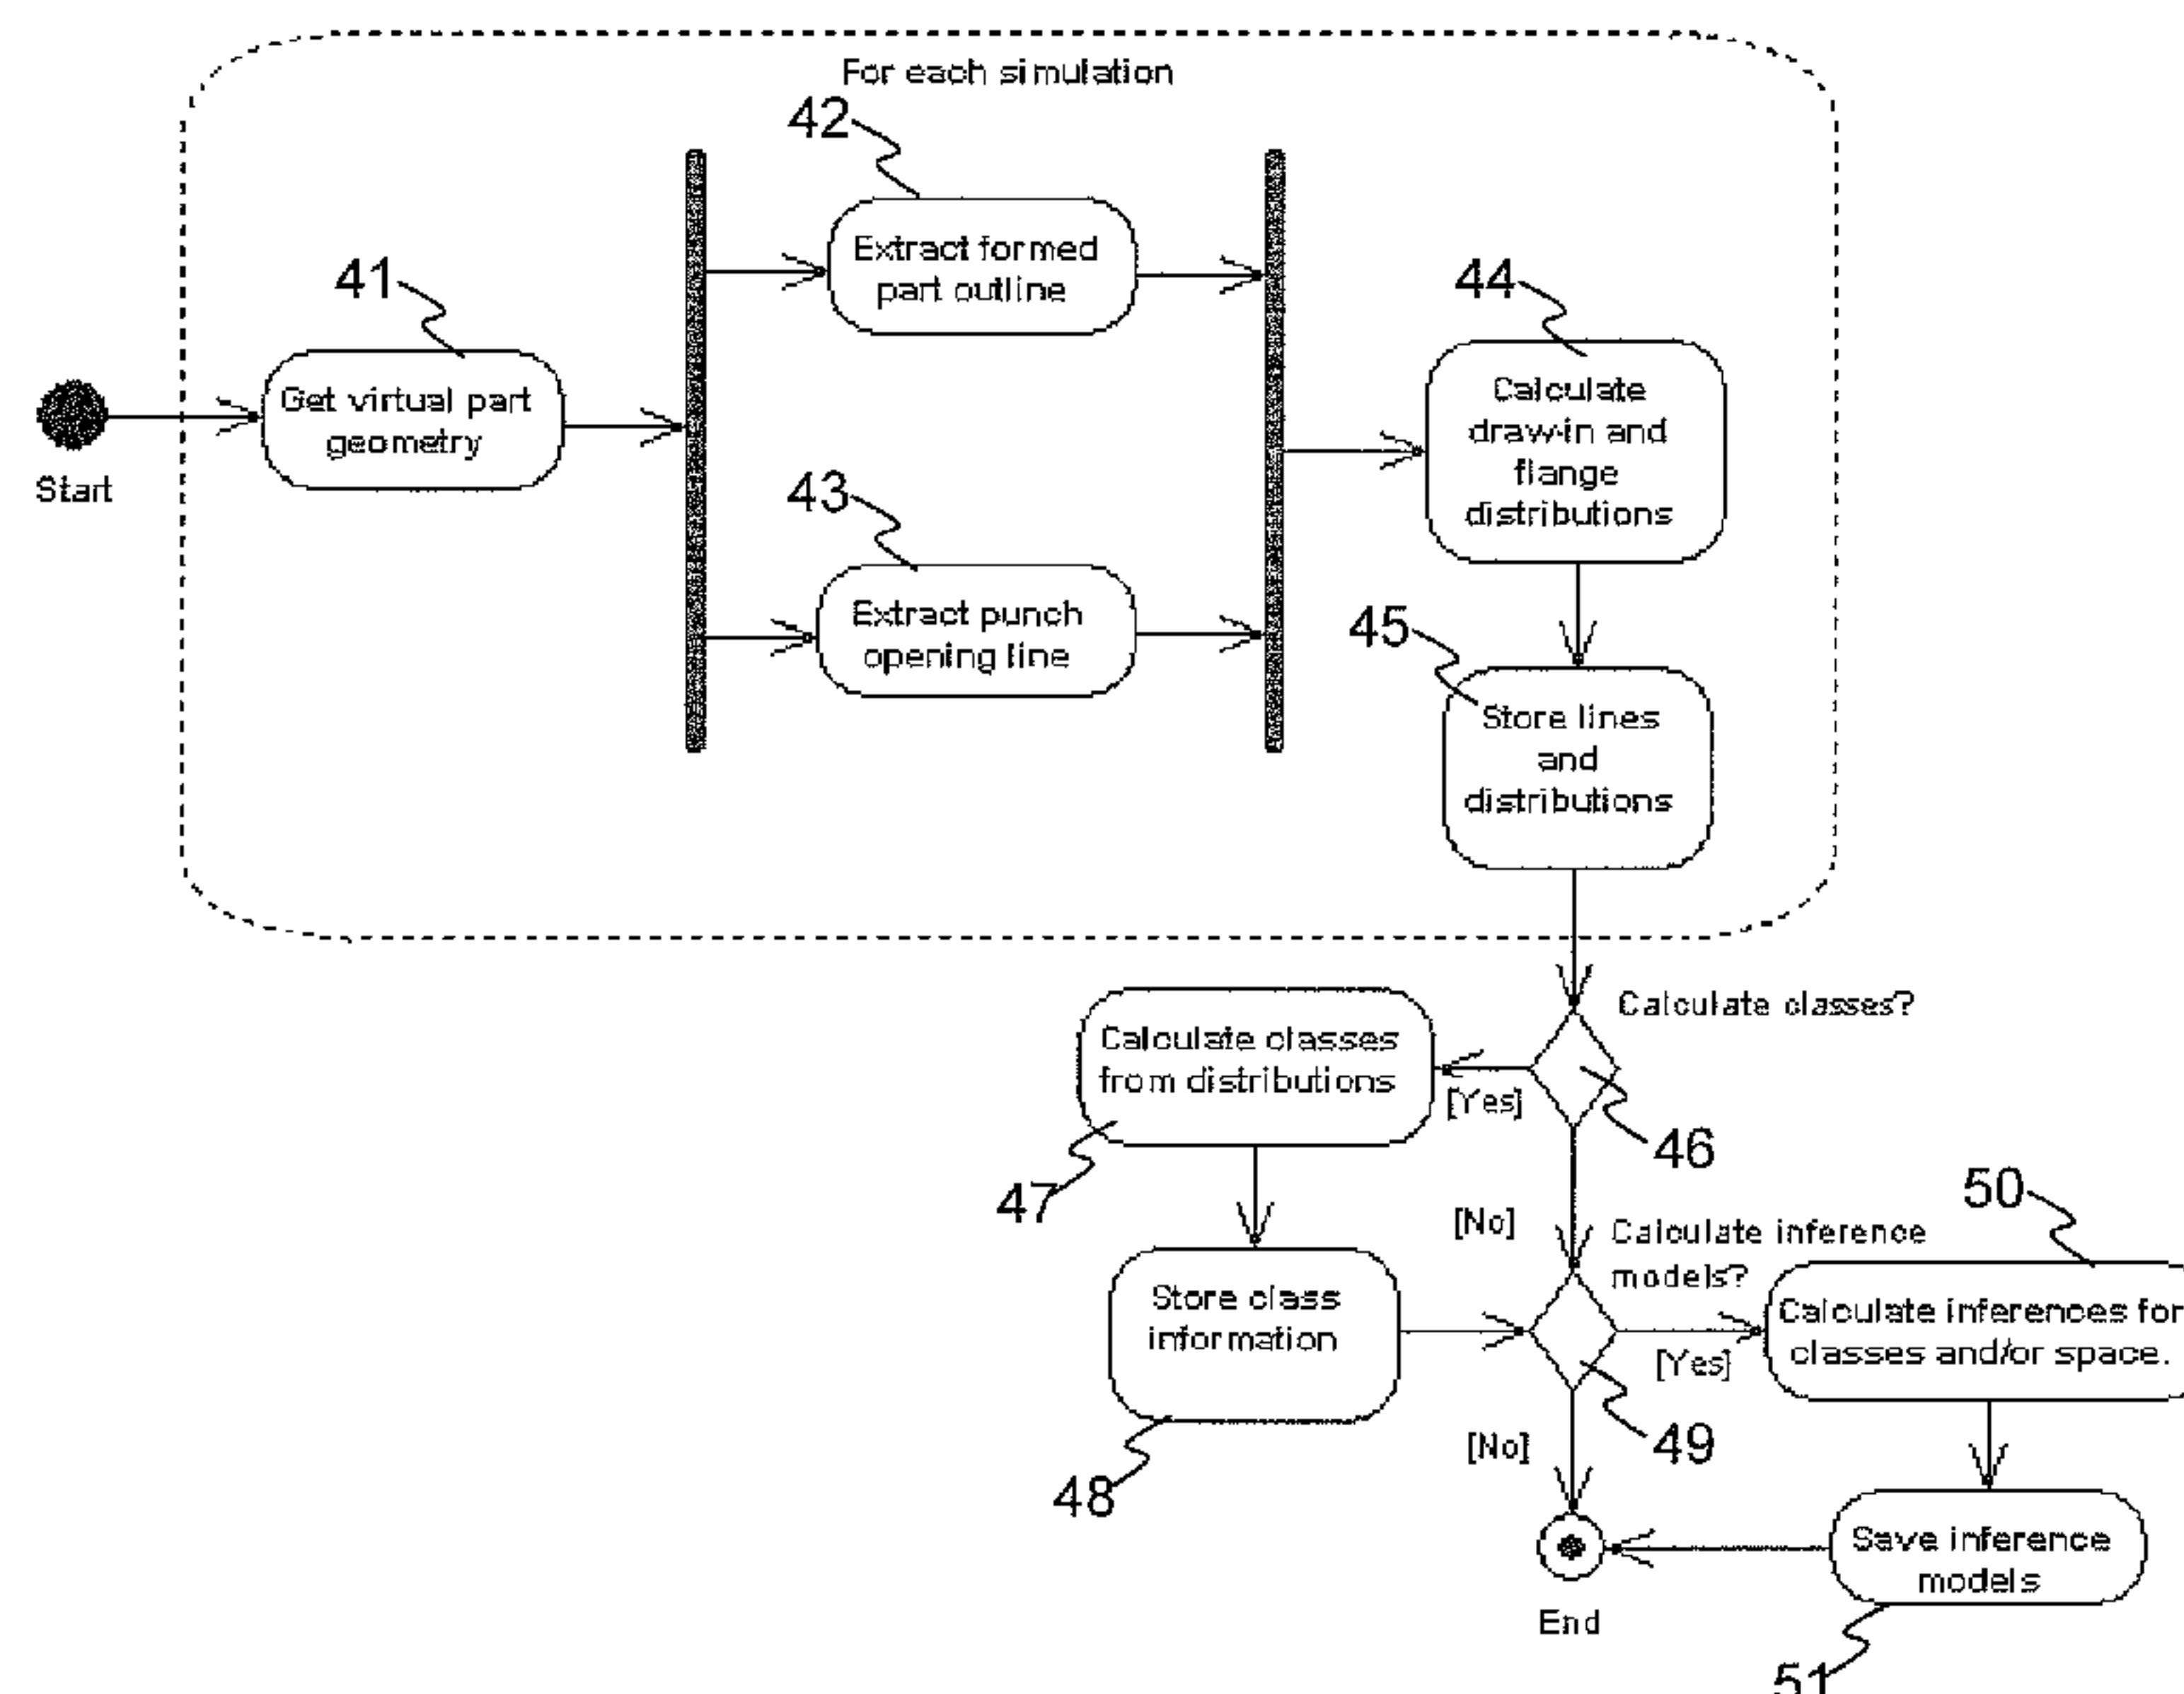 For each simulation
42
Extract formed
part outline
41
Get virtual part
geometry
Start
43
Extract punch
opening line
44
Calculate
draw-in and
flange
distributions
45
Store lines
and
distributions
Calculate classes?
46
[Yes]
[No]
Calculate classes
from distributions
47
Store class
information
48
Calculate inference
models?
49
[Yes]
[No]
50
Calculate inferences for
classes and/or space.
Save inference
models
51
End